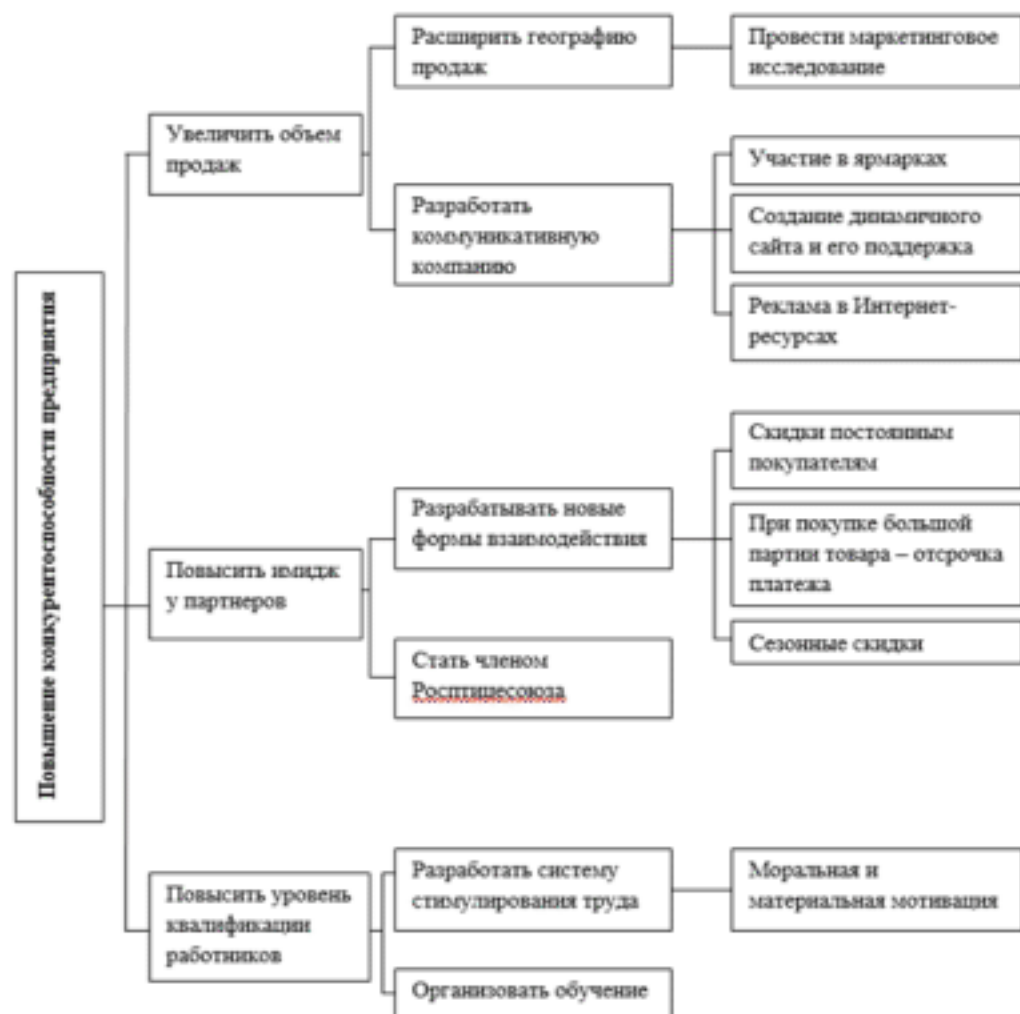 Повышение конкурентоспособности предприятия
Увеличить объем
продаж
Расширить географию
продаж
Провести маркетинговое
исследование
Разработать
коммуникативную
компанию
Участие в ярмарках
Создание динамичного
сайта и его поддержка
Реклама в Интернет-
ресурсах
Повысить имидж
у партнеров
Разрабатывать новые
формы взаимодействия
Скидки постоянным
покупателям
При покупке большой
партии товара – отсрочка
платежа
Сезонные скидки
Стать членом
Росптицесоюза
Повысить уровень
квалификации
работников
Разработать систему
стимулирования труда
Моральная и
материальная мотивация
Организовать обучение